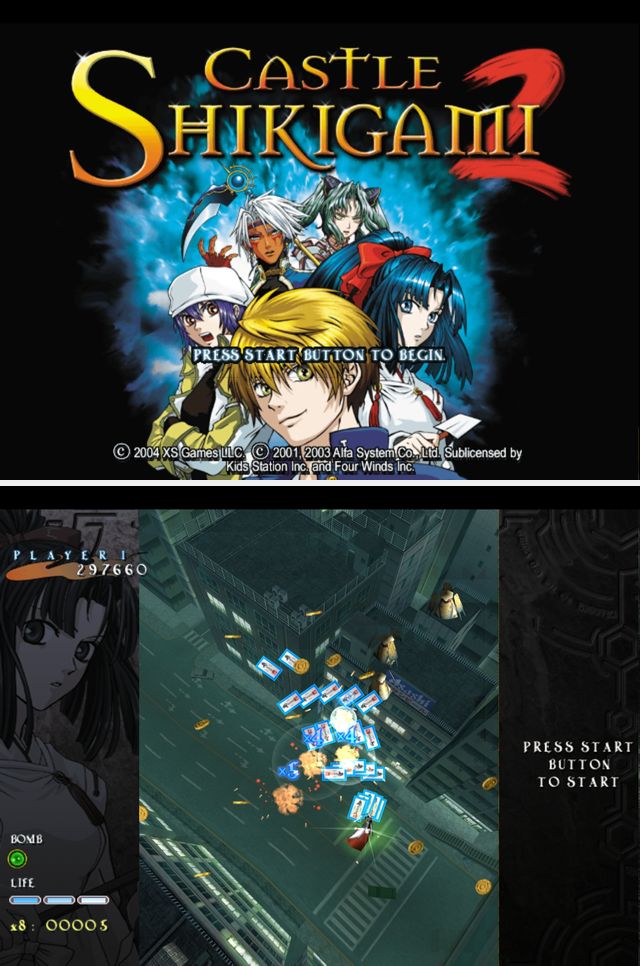 CASTLE
SHIKIGAMI 2
PRESS START BUTTON TO BEGIN.
© 2004 XS Games LLC. © 2001, 2003 Alfa System Co., Ltd. Sublicensed by
Kids Station Inc. and Four Winds Inc.
PLAYER 1
297660
x4
x5
PRESS START
BUTTON
TO START
BOMB
LIFE
x8: 00005